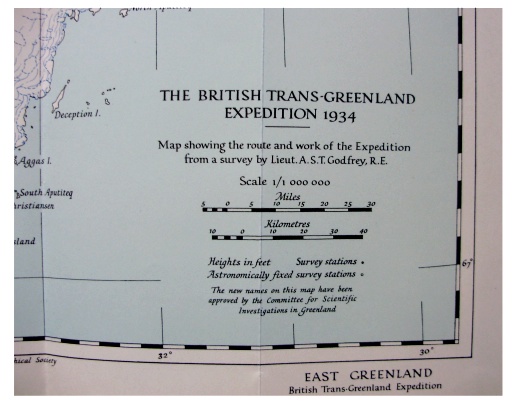 Deception I.
THE BRITISH TRANS-GREENLAND
EXPEDITION 1934
Map showing the route and work of the Expedition
from a survey by Lieut. A.S.T. Godfrey, R.E.
Aggas I.
Scale 1/1 000 000
Miles
5 0 5 10 15 20 25 30
South Aputiteq
Kilometres
10 0 10 20 30 40
Heights in feet Survey stations
Astronomically fixed survey stations
67°
The new names on this map have been
approved by the Committee for Scientific
Investigations in Greenland
32° 30°
Society
EAST GREENLAND
British Trans-Greenland Expedition